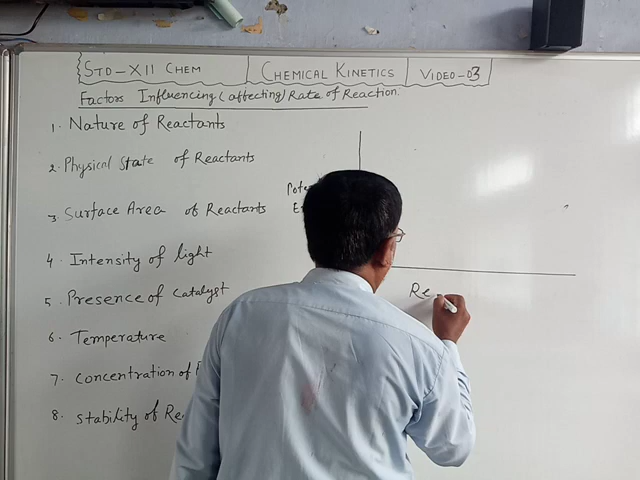 STD-XII CHEM CHEMICAL KINETICS VIDEO-03
Factors Influencing (affecting) Rate of Reaction.
1. Nature of Reactants
2. Physical State of Reactants
3. Surface Area of Reactants
4. Intensity of light
5. Presence of catalyst
6. Temperature
7. Concentration of
8. Stability of Re
Pote
E
Re